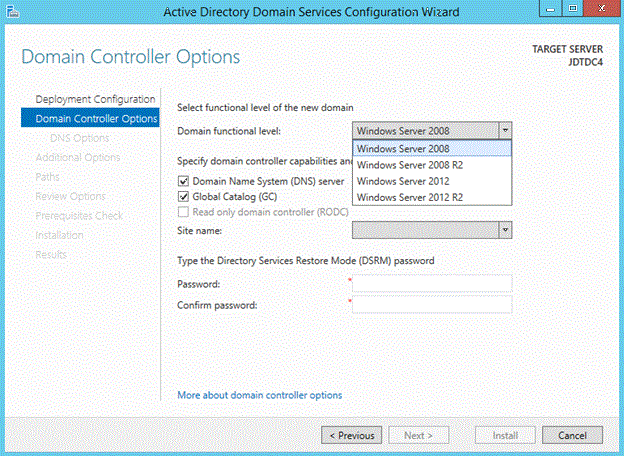 Active Directory Domain Services Configuration Wizard
Domain Controller Options
TARGET SERVER
JDTDC4
Deployment Configuration
Domain Controller Options
DNS Options
Additional Options
Paths
Review Options
Prerequisites Check
Installation
Results
Select functional level of the new domain
Domain functional level:
Windows Server 2008
Windows Server 2008
Windows Server 2008 R2
Windows Server 2012
Windows Server 2012 R2
Specify domain controller capabilities and
Domain Name System (DNS) server
Global Catalog (GC)
Read only domain controller (RODC)
Site name:
Type the Directory Services Restore Mode (DSRM) password
Password:
*
Confirm password:
*
More about domain controller options
< Previous
Next >
Install
Cancel